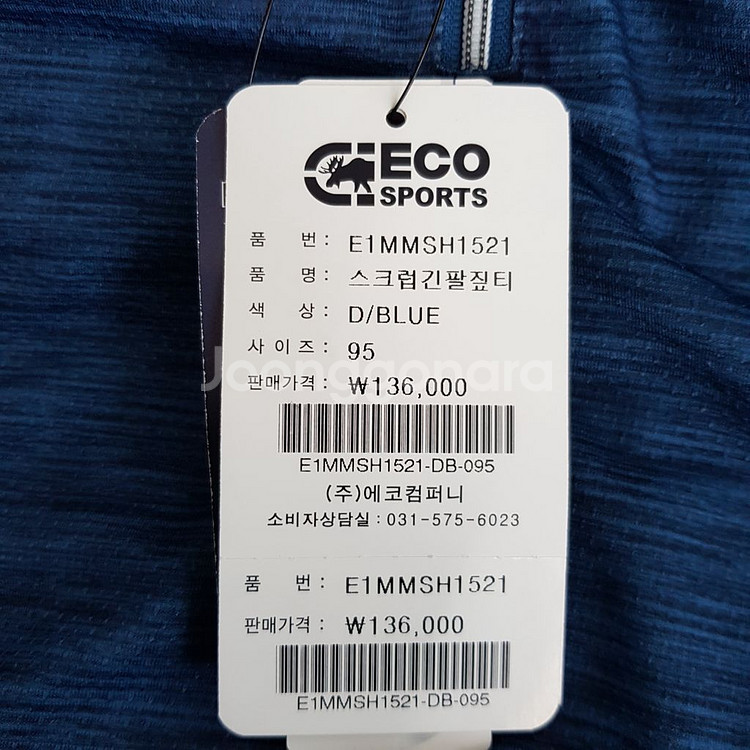 ECO
SPORTS
품 번 : E1MMSH1521
품 명 : 스크럽긴팔짚티
색 상 : D/BLUE
사 이 즈 : 95
Joonggonara
판매가격 : ₩136,000
E1MMSH1521-DB-095
(주)에코컴퍼니
소비자상담실 : 031-575-6023
품 번 : E1MMSH1521
판매가격 : ₩136,000
E1MMSH1521-DB-095